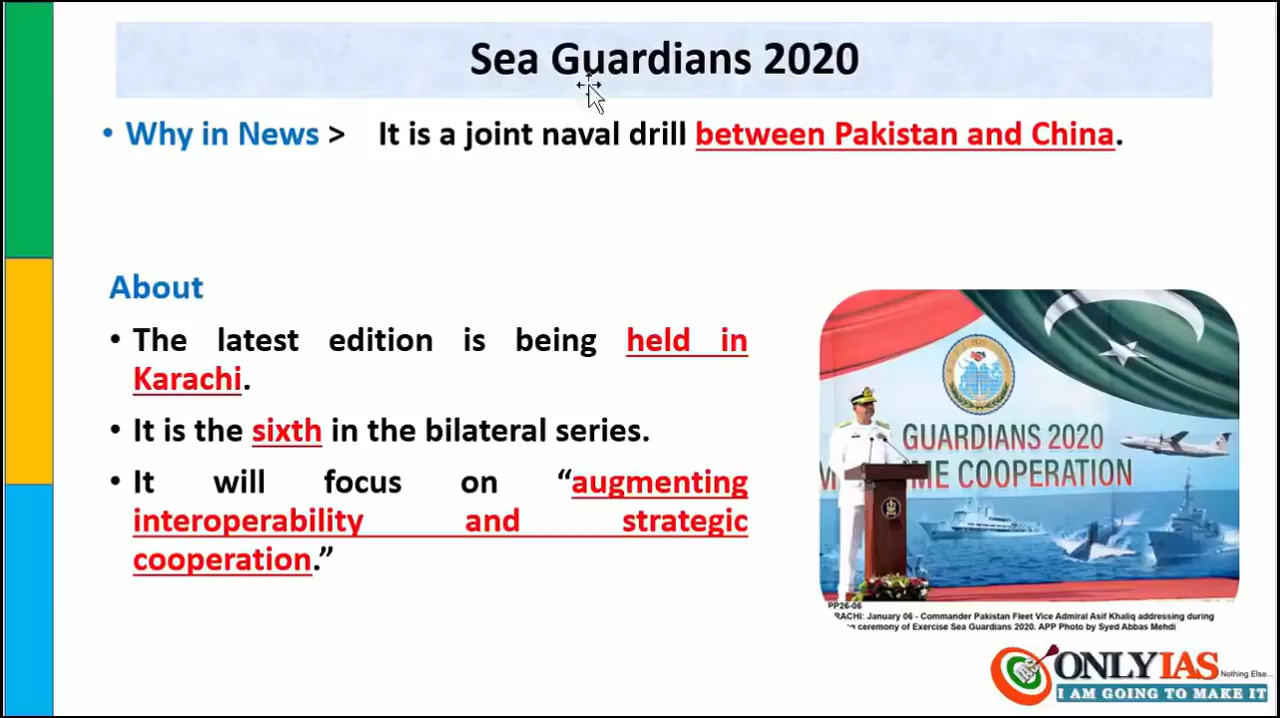 Sea Guardians 2020
• Why in News > It is a joint naval drill between Pakistan and China.
About
• The latest edition is being held in
Karachi.
• It is the sixth in the bilateral series.
• It will focus on “augmenting
interoperability and strategic
cooperation.”
GUARDIANS 2020
ME COOPERATION
PP26-06
RACHI: January 06 - Commander Pakistan Fleet Vice Admiral Asif Khaliq addressing during
ceremony of Exercise Sea Guardians 2020. APP Photo by Syed Abbas Mehdi
ONLYIAS
Nothing Else...
I AM GOING TO MAKE IT